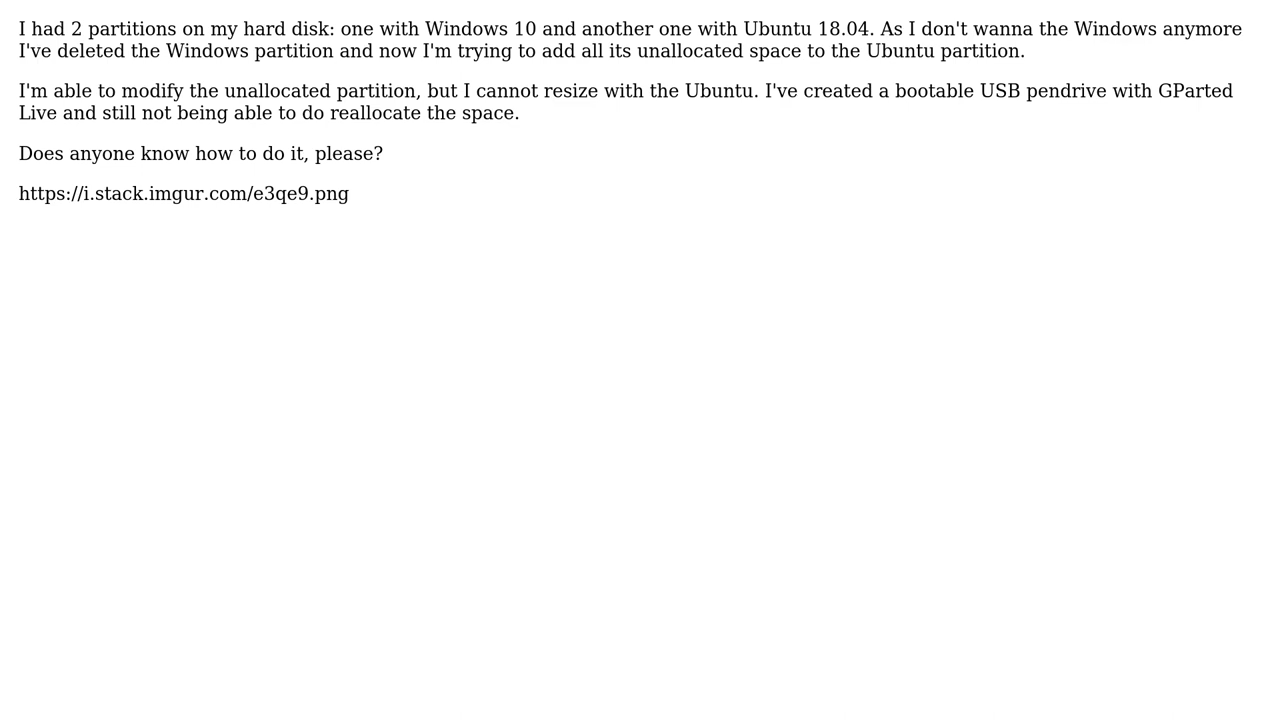 I had 2 partitions on my hard disk: one with Windows 10 and another one with Ubuntu 18.04. As I don't wanna the Windows anymore
I've deleted the Windows partition and now I'm trying to add all its unallocated space to the Ubuntu partition.
I'm able to modify the unallocated partition, but I cannot resize with the Ubuntu. I've created a bootable USB pendrive with GParted
Live and still not being able to do reallocate the space.
Does anyone know how to do it, please?
https://i.stack.imgur.com/e3qe9.png